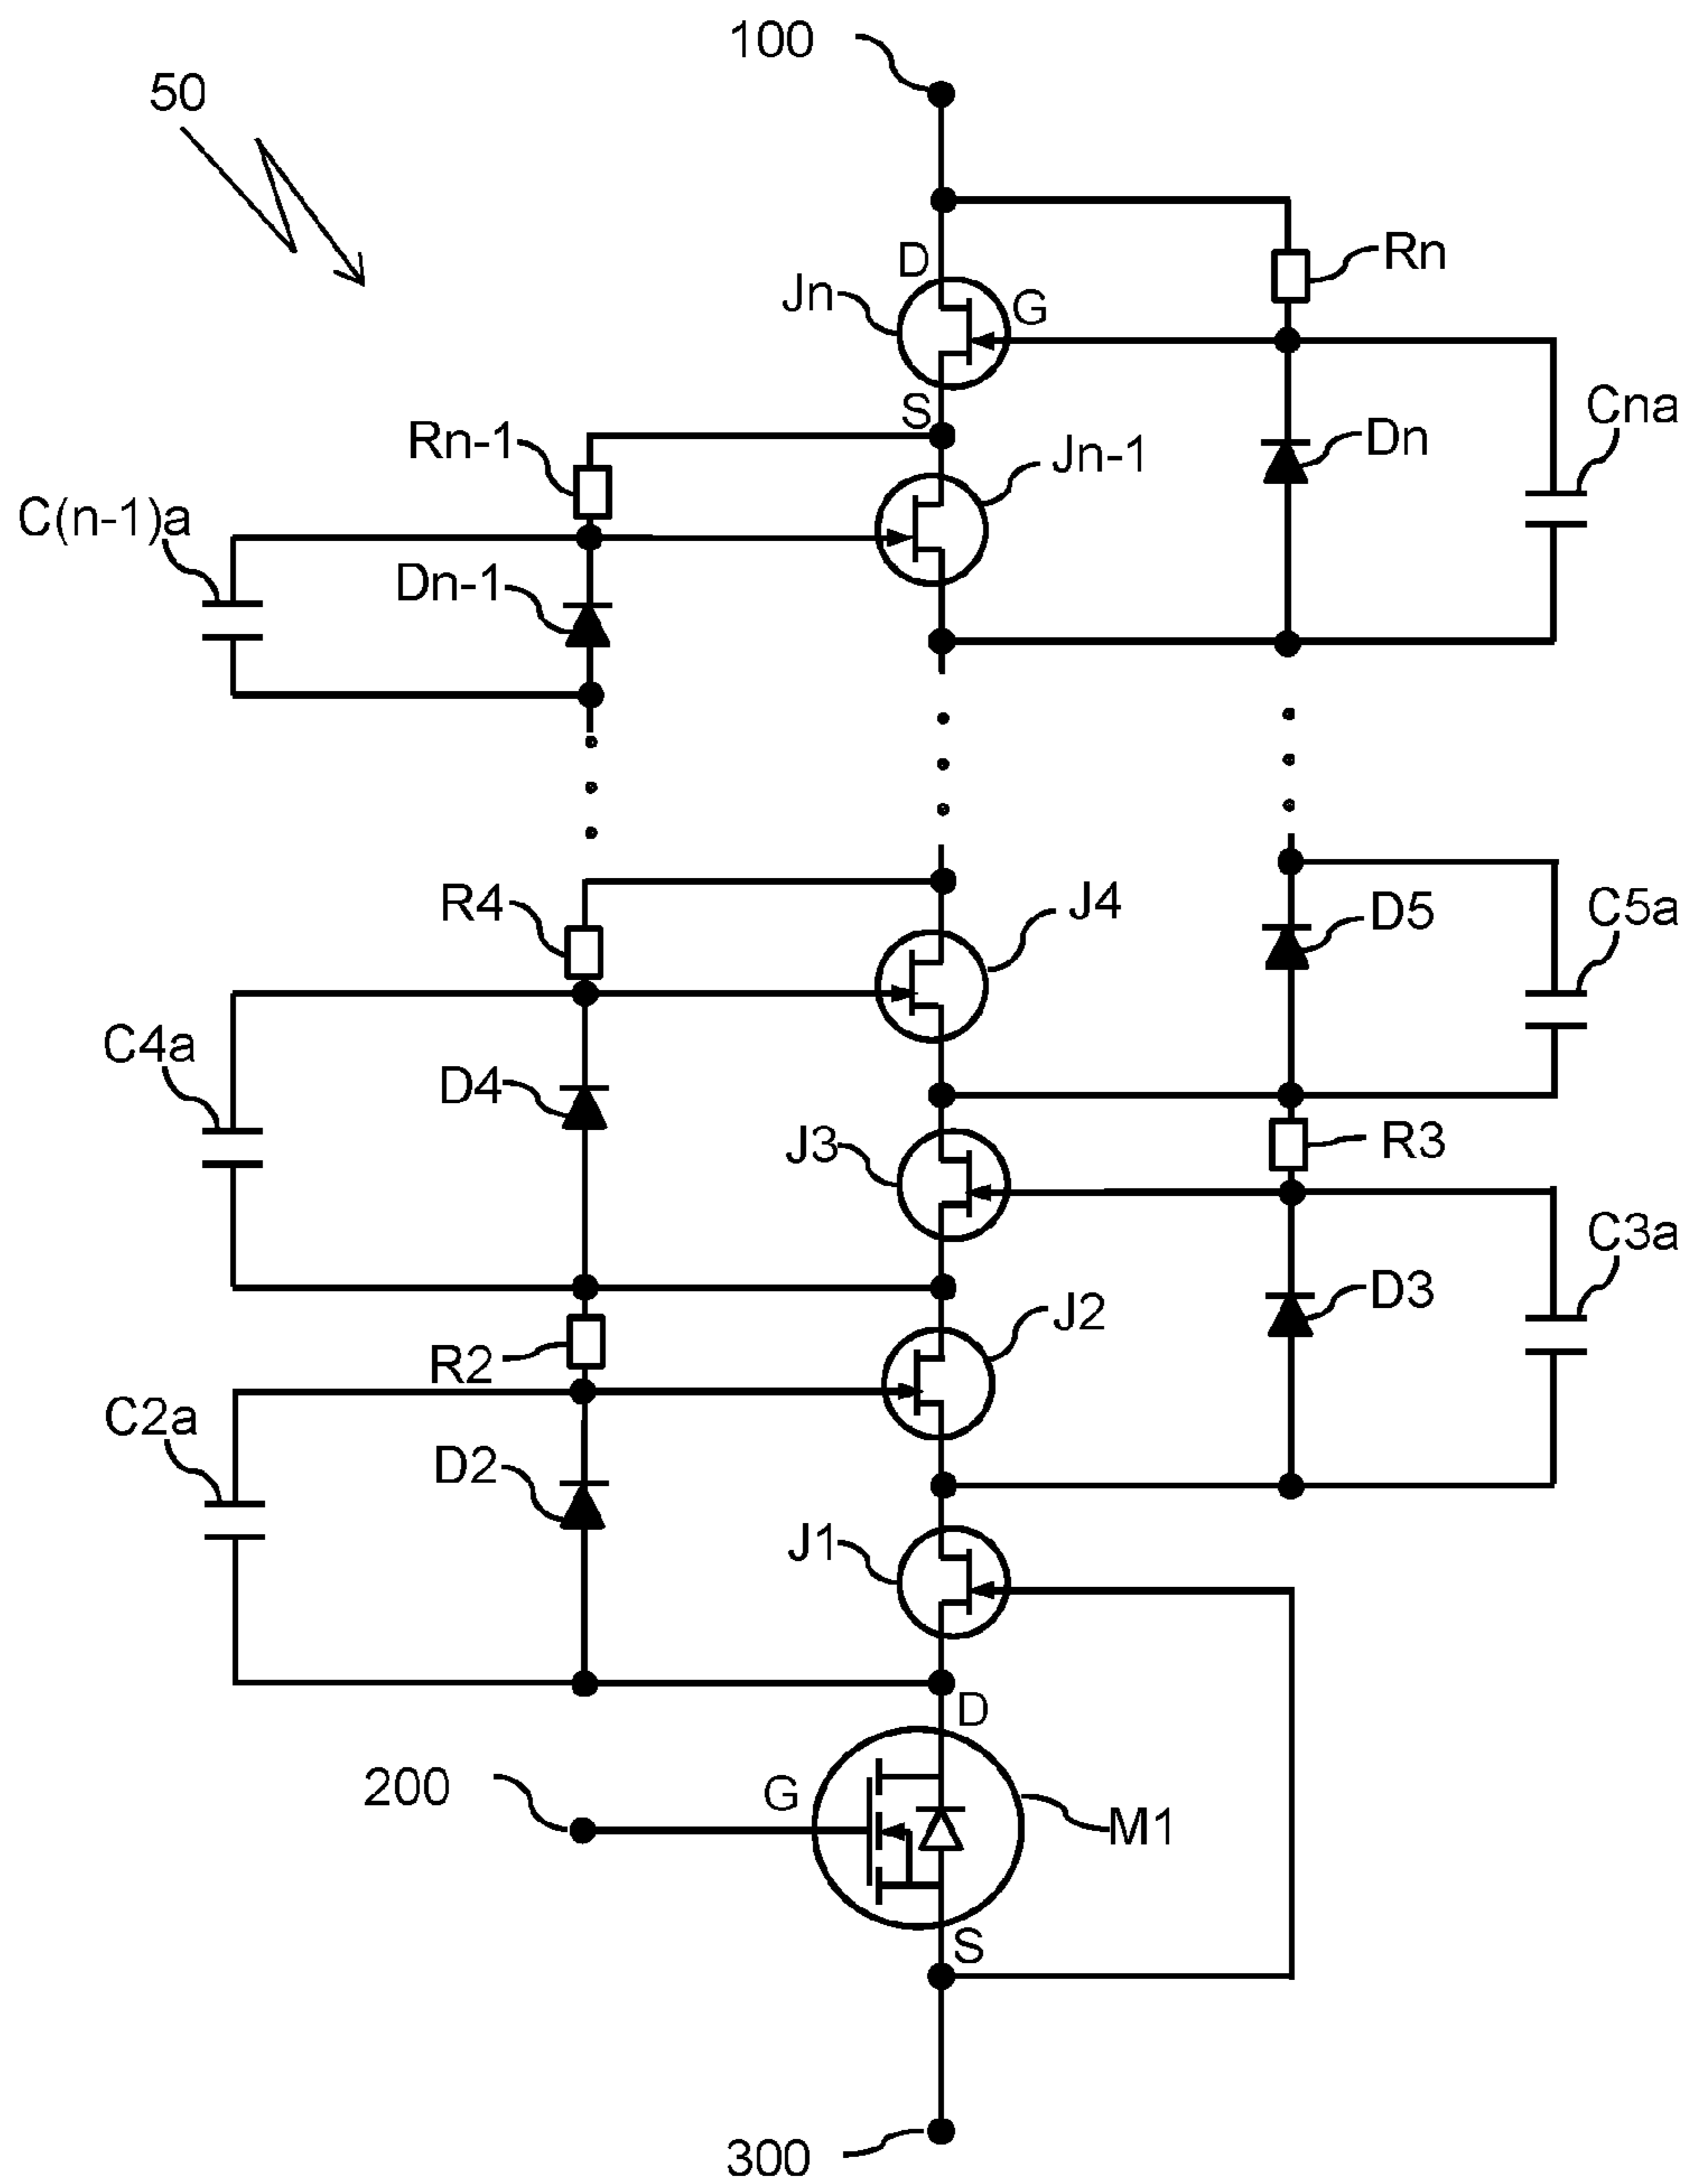 100
50
D
Rn
Jn
G
S
Cna
Rn-1
Dn
Jn-1
C(n-1)a
Dn-1
R4
J4
D5
C5a
C4a
D4
J3
R3
C3a
D3
J2
R2
C2a
D2
J1
D
200
G
M1
S
300